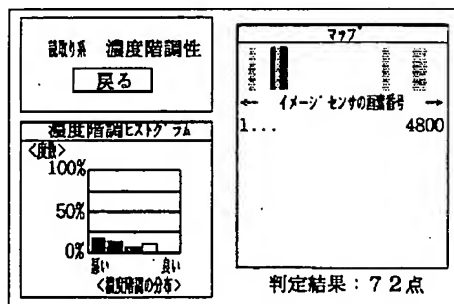 読取り系 濃度階調性
戻る
濃度階調ヒストグラム
<度数>
100%
50%
0%
悪い 良い
<濃度階調の分布>
マップ
← イメージセンサの画素番号 →
1... 4800
判定結果:72点